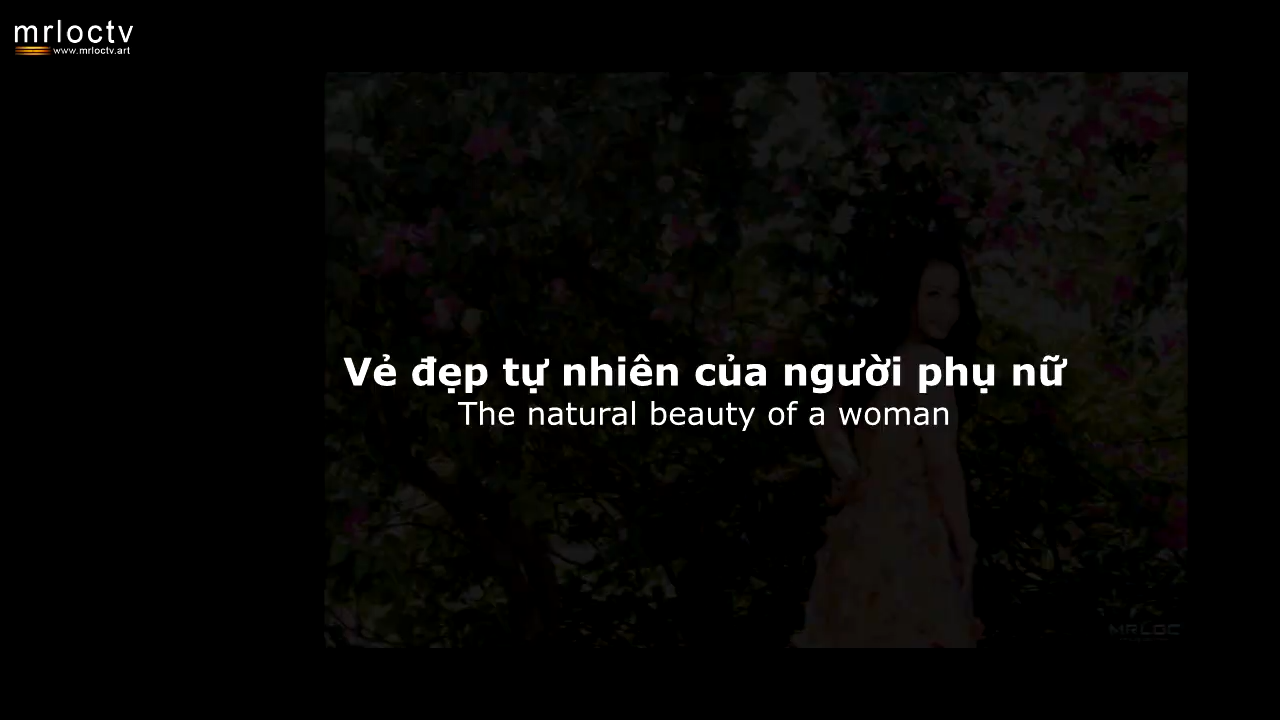 mrloctv
www.mrloctv.art
Vẻ đẹp tự nhiên của người phụ nữ
The natural beauty of a woman
MRLOC